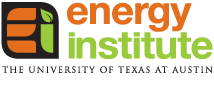 Ei energy
institute
THE UNIVERSITY OF TEXAS AT AUSTIN